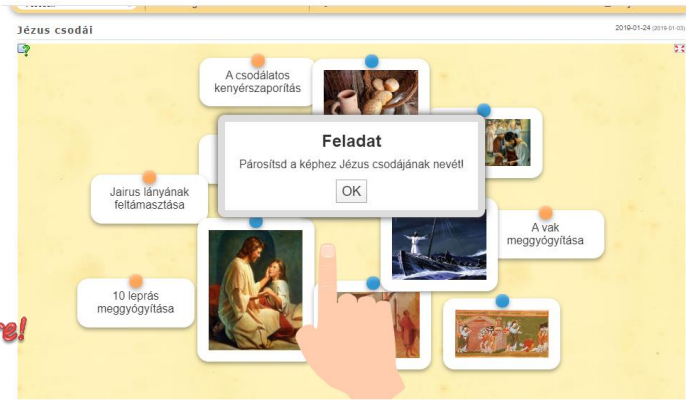 Jézus csodái
2019-01-24 (2019-01-03)
A csodálatos
kenyérszaporítás
Feladat
Párosítsd a képhez Jézus csodájának nevét!
OK
Jairus lányának
feltámasztása
A vak
meggyógyítása
10 leprás
meggyógyítása
e!